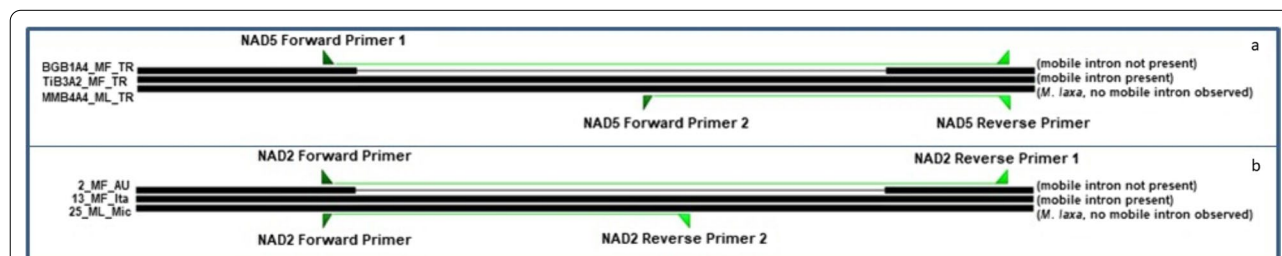 a
NAD5 Forward Primer 1
BGB1A4_MF_TR (mobile intron not present)
TiB3A2_MF_TR (mobile intron present)
MMB4A4_ML_TR (M. laxa, no mobile intron observed)
NAD5 Forward Primer 2 NAD5 Reverse Primer
b
NAD2 Forward Primer NAD2 Reverse Primer 1
2_MF_AU (mobile intron not present)
13_MF_Ita (mobile intron present)
25_ML_Mic (M. laxa, no mobile intron observed)
NAD2 Forward Primer NAD2 Reverse Primer 2